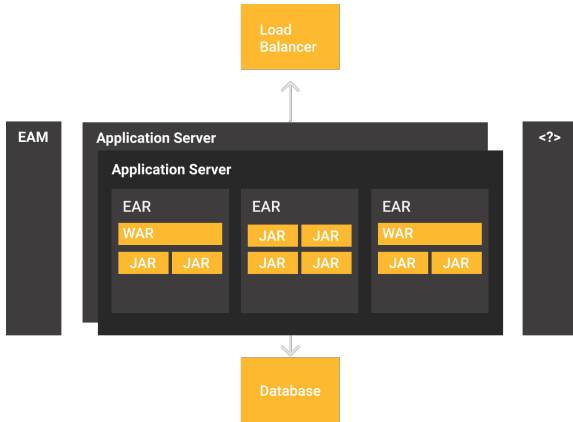 Load
Balancer
EAM
Application Server
<?>
Application Server
EAR
EAR
EAR
WAR
JAR JAR
WAR
JAR JAR
JAR JAR
JAR JAR
Database